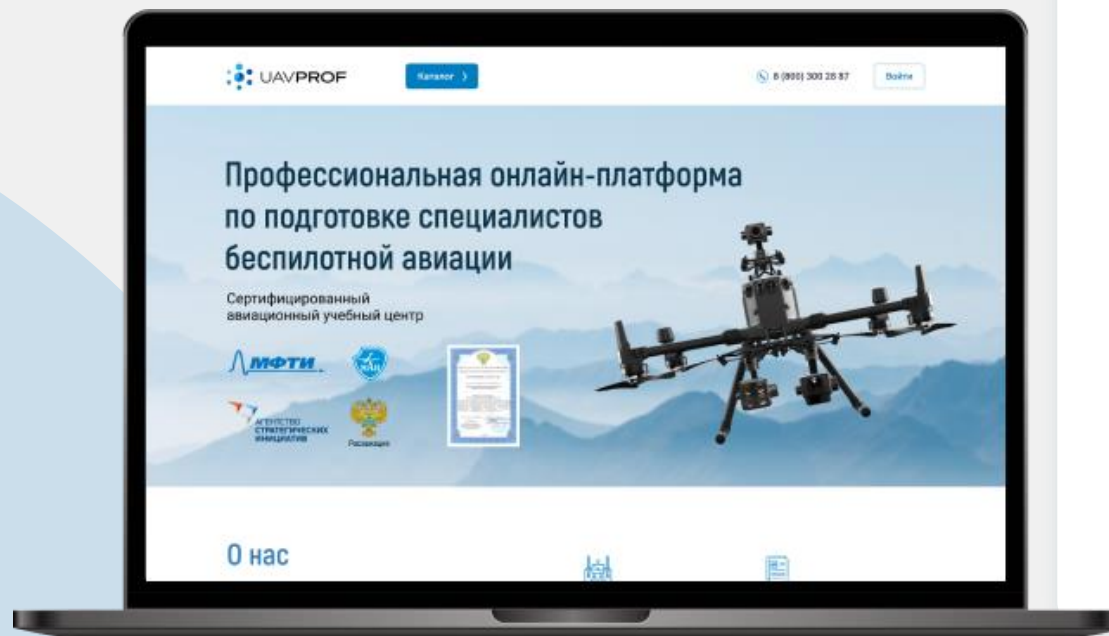 UAVPROF
Каталог
8 (800) 300 28 87
Войти
Профессиональная онлайн-платформа
по подготовке специалистов
беспилотной авиации
Сертифицированный
авиационный учебный центр
МФТИ
МАИ
АГЕНТСТВО
СТРАТЕГИЧЕСКИХ
ИНИЦИАТИВ
Росавиация
О нас